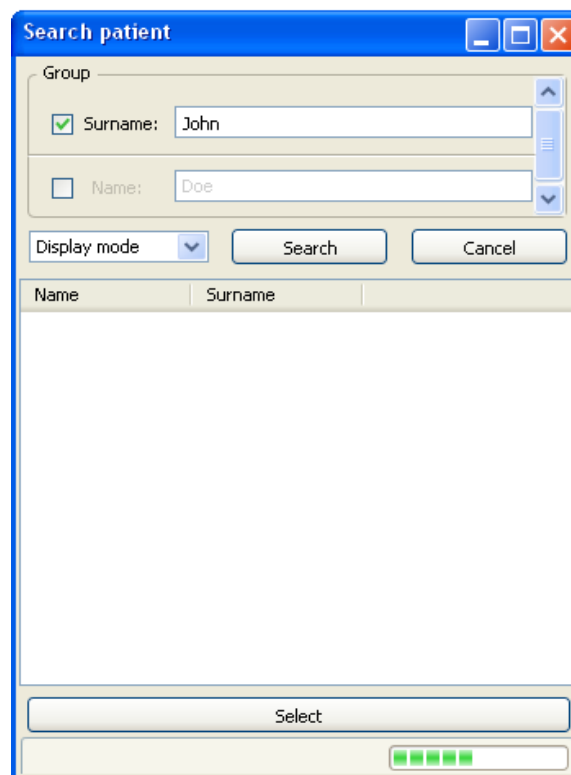 Search patient
Group
Surname: John
Name: Doe
Display mode Search Cancel
Name Surname
Select